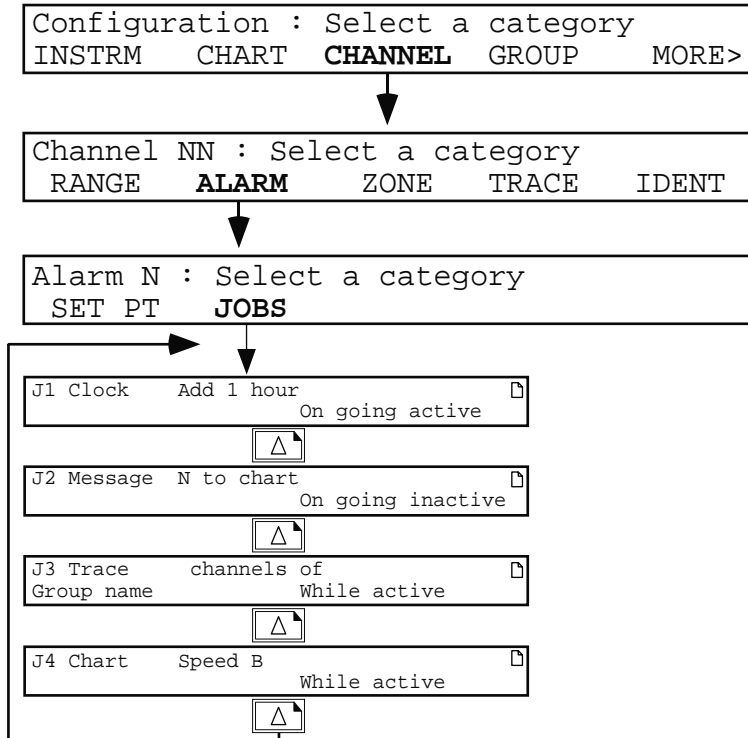 Configuration : Select a category
INSTRM CHART CHANNEL GROUP MORE>
Channel NN : Select a category
RANGE ALARM ZONE TRACE IDENT
Alarm N : Select a category
SET PT JOBS
J1 Clock Add 1 hour
On going active
J2 Message N to chart
On going inactive
J3 Trace channels of
Group name While active
J4 Chart Speed B
While active